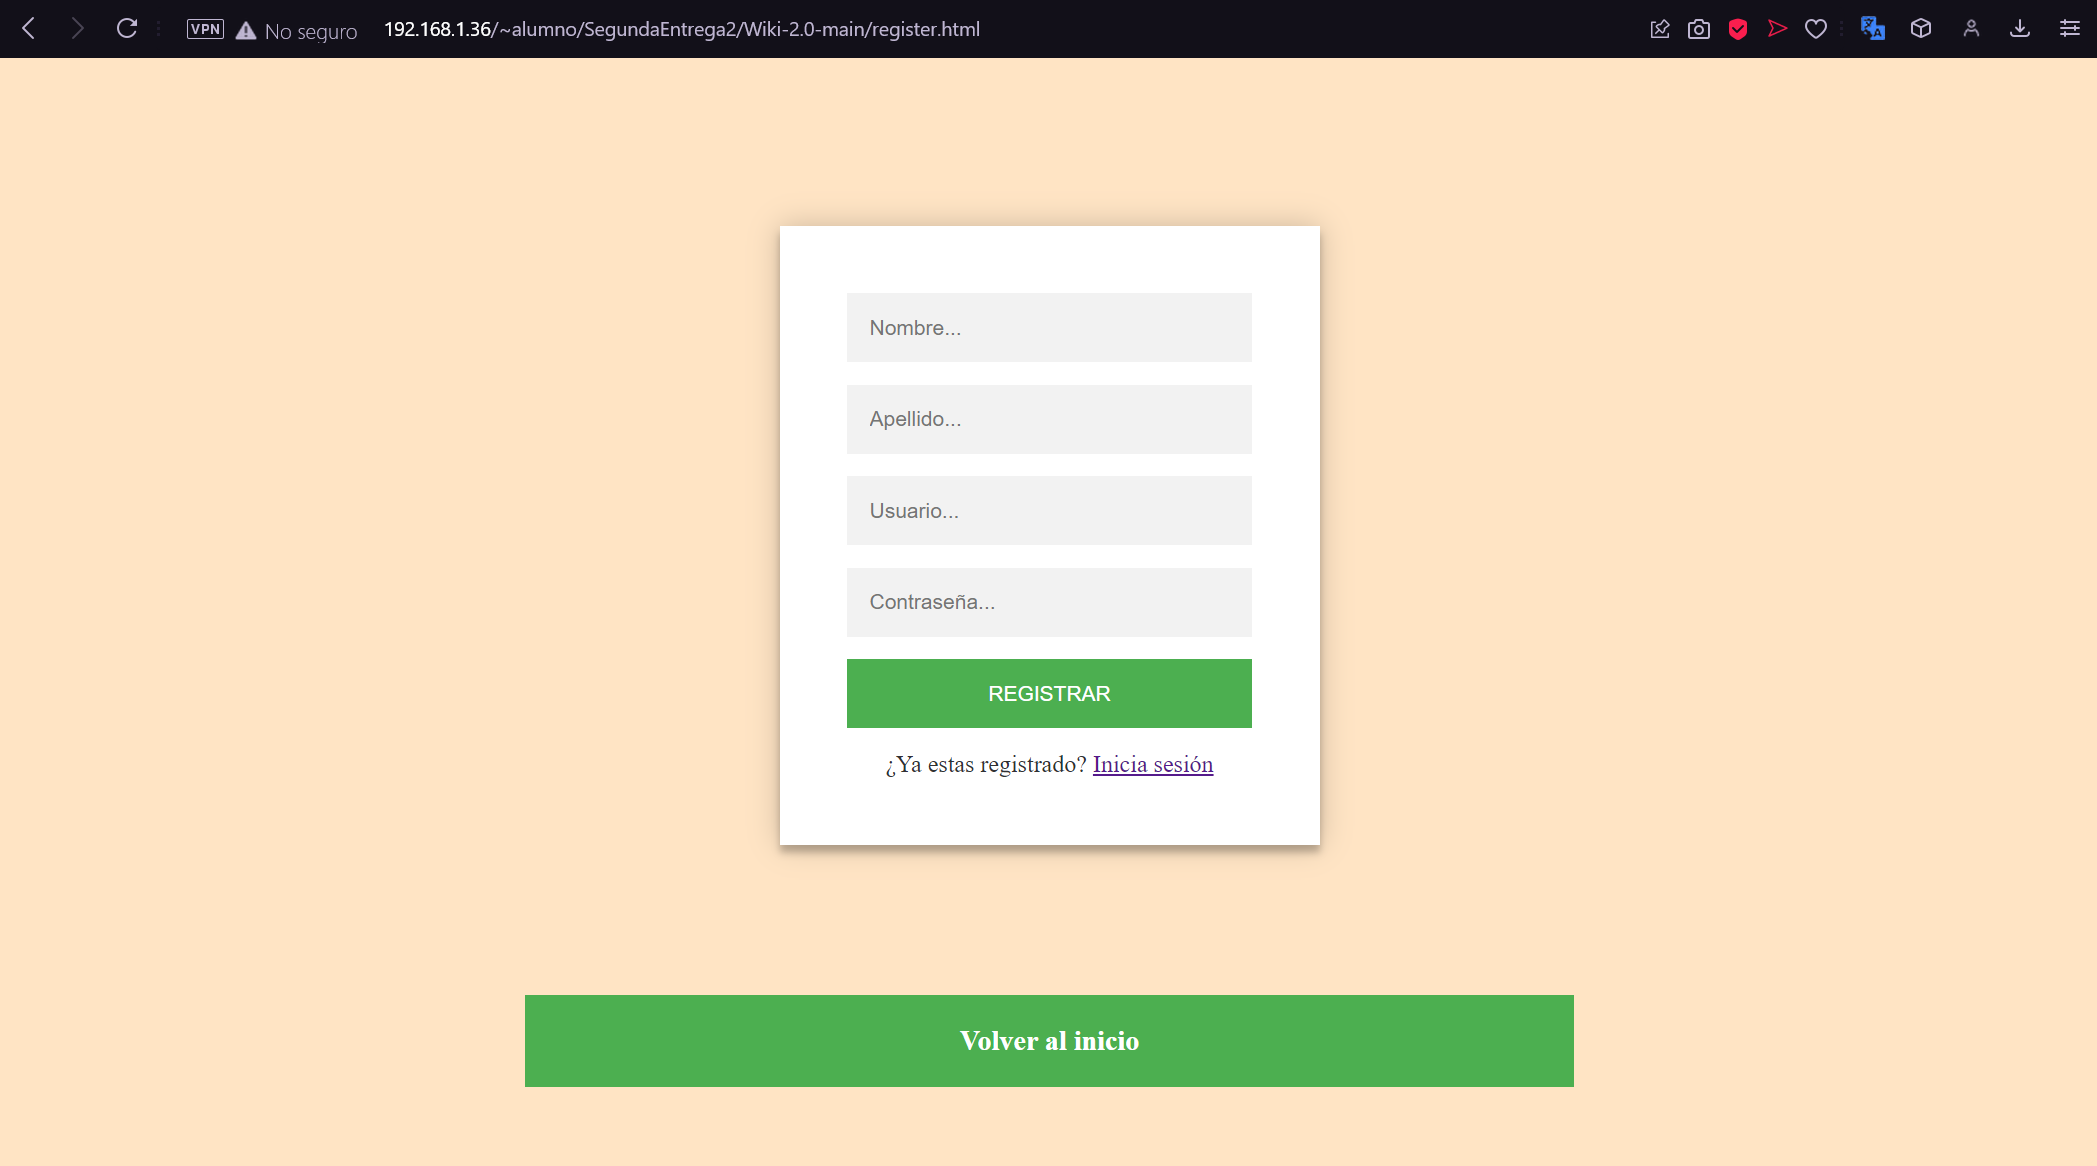 VPN No seguro 192.168.1.36/~alumno/SegundaEntrega2/Wiki-2.0-main/register.html
Nombre...
Apellido...
Usuario...
Contraseña...
REGISTRAR
¿Ya estas registrado? Inicia sesión
Volver al inicio